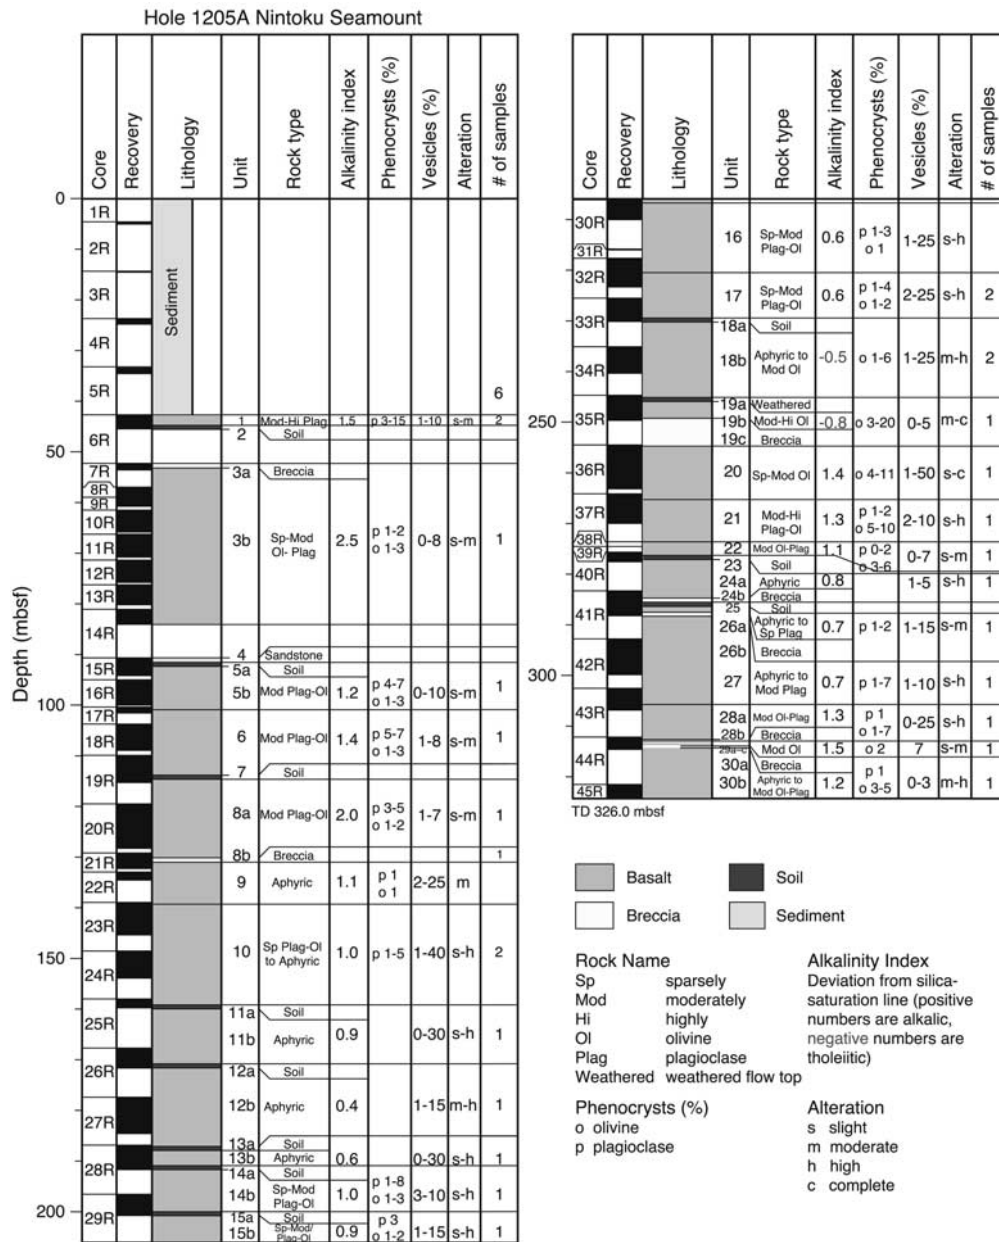 Hole 1205A Nintoku Seamount
Core Recovery Lithology Unit Rock type Alkalinity index Phenocrysts (%) Vesicles (%) Alteration # of samples
Depth (mbsf)
0
1R
2R
3R
4R
5R
Sediment
6
1 Mod-Hi Plag 1.5 p 3-15 1-10 s-m 2
6R
2 Soil
50
7R
3a Breccia
8R
9R
10R
11R
12R
13R
3b Sp-Mod Ol- Plag 2.5 p 1-2 o 1-3 0-8 s-m 1
14R
4 Sandstone
15R
5a Soil
16R
5b Mod Plag-Ol 1.2 p 4-7 o 1-3 0-10 s-m 1
100
17R
18R
6 Mod Plag-Ol 1.4 p 5-7 o 1-3 1-8 s-m 1
7 Soil
19R
20R
8a Mod Plag-Ol 2.0 p 3-5 o 1-2 1-7 s-m 1
8b Breccia 1
21R
22R
9 Aphyric 1.1 p 1 o 1 2-25 m
23R
150
10 Sp Plag-Ol to Aphyric 1.0 p 1-5 1-40 s-h 2
24R
11a Soil
25R
11b Aphyric 0.9 0-30 s-h 1
26R
12a Soil
27R
12b Aphyric 0.4 1-15 m-h 1
13a Soil
28R
13b Aphyric 0.6 0-30 s-h 1
14a Soil
14b Sp-Mod Plag-Ol 1.0 p 1-8 o 1-3 3-10 s-h 1
200
29R
15a Soil
15b Sp-Mod/ Plag-Ol 0.9 p 3 o 1-2 1-15 s-h 1
Core Recovery Lithology Unit Rock type Alkalinity index Phenocrysts (%) Vesicles (%) Alteration # of samples
30R
31R
16 Sp-Mod Plag-Ol 0.6 p 1-3 o 1 1-25 s-h
32R
17 Sp-Mod Plag-Ol 0.6 p 1-4 o 1-2 2-25 s-h 2
33R
18a Soil
34R
18b Aphyric to Mod Ol -0.5 o 1-6 1-25 m-h 2
19a Weathered
250
35R
19b Mod-Hi Ol -0.8 o 3-20 0-5 m-c 1
19c Breccia
36R
20 Sp-Mod Ol 1.4 o 4-11 1-50 s-c 1
37R
21 Mod-Hi Plag-Ol 1.3 p 1-2 o 5-10 2-10 s-h 1
38R
39R
22 Mod Ol-Plag 1.1 p 0-2 o 3-6 0-7 s-m 1
23 Soil
40R
24a Aphyric 0.8 1-5 s-h 1
24b Breccia
41R
25 Soil
26a Aphyric to Sp Plag 0.7 p 1-2 1-15 s-m 1
26b Breccia
42R
300
27 Aphyric to Mod Plag 0.7 p 1-7 1-10 s-h 1
43R
28a Mod Ol-Plag 1.3 p 1 o 1-7 0-25 s-h 1
28b Breccia
44R
29a-c Mod Ol 1.5 o 2 7 s-m 1
30a Breccia
45R
30b Aphyric to Mod Ol-Plag 1.2 p 1 o 3-5 0-3 m-h 1
TD 326.0 mbsf
Basalt
Soil
Breccia
Sediment
Rock Name
Sp sparsely
Mod moderately
Hi highly
Ol olivine
Plag plagioclase
Weathered weathered flow top
Alkalinity Index
Deviation from silica-
saturation line (positive
numbers are alkalic,
negative numbers are
tholeiitic)
Phenocrysts (%)
o olivine
p plagioclase
Alteration
s slight
m moderate
h high
c complete